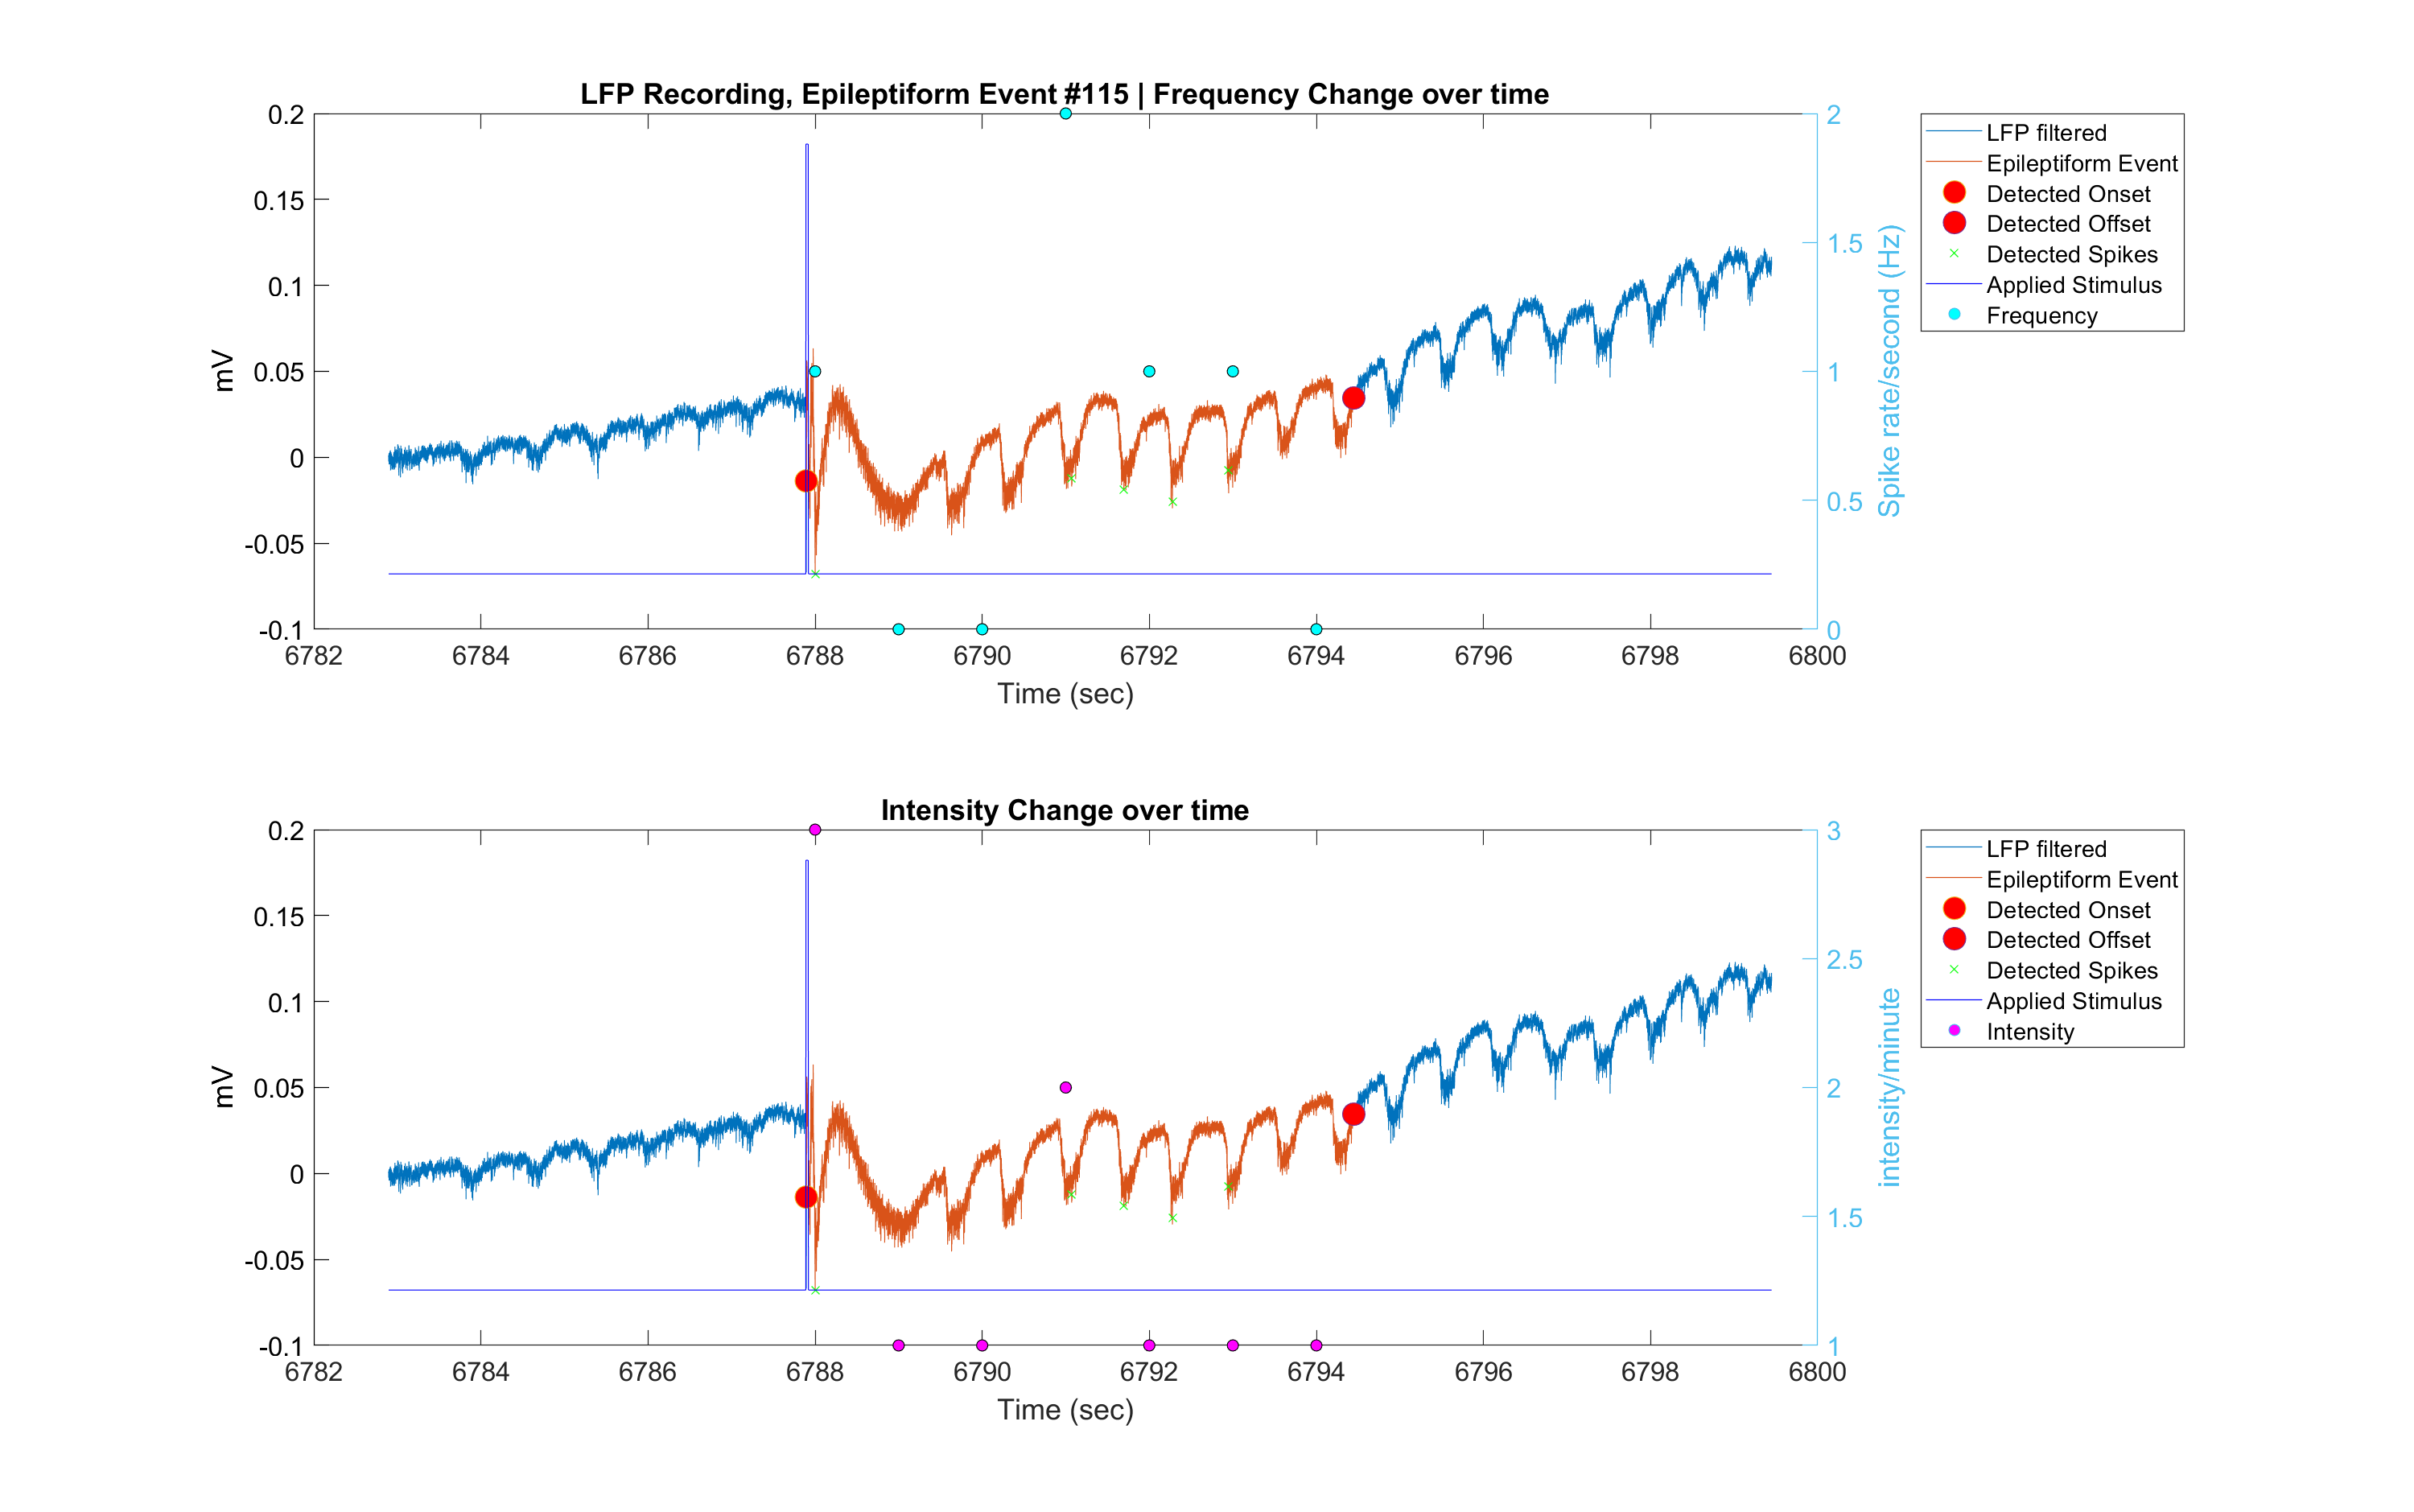 LFP Recording, Epileptiform Event #115 | Frequency Change over time
0.2
0.15
0.1
0.05
0
-0.05
-0.1
mV
6782 6784 6786 6788 6790 6792 6794 6796 6798 6800
Time (sec)
2
1.5
1
0.5
0
Spike rate/second (Hz)
LFP filtered
Epileptiform Event
Detected Onset
Detected Offset
Detected Spikes
Applied Stimulus
Frequency
Intensity Change over time
0.2
0.15
0.1
0.05
0
-0.05
-0.1
mV
6782 6784 6786 6788 6790 6792 6794 6796 6798 6800
Time (sec)
3
2.5
2
1.5
1
intensity/minute
LFP filtered
Epileptiform Event
Detected Onset
Detected Offset
Detected Spikes
Applied Stimulus
Intensity